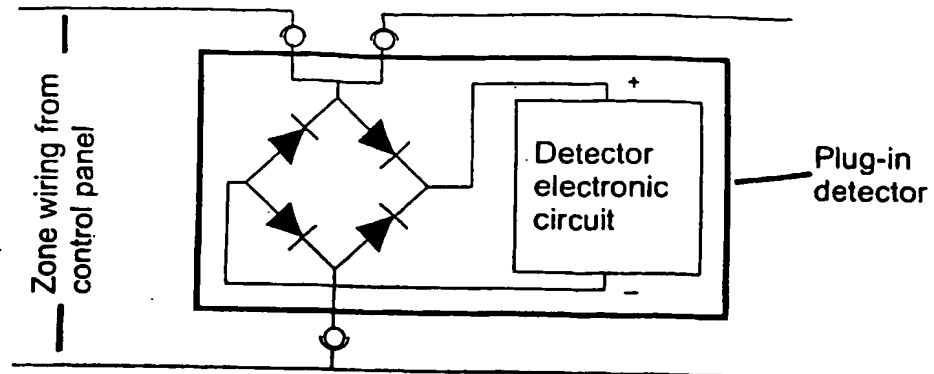 Zone wiring from
control panel
+
Detector
electronic
circuit
–
Plug-in
detector